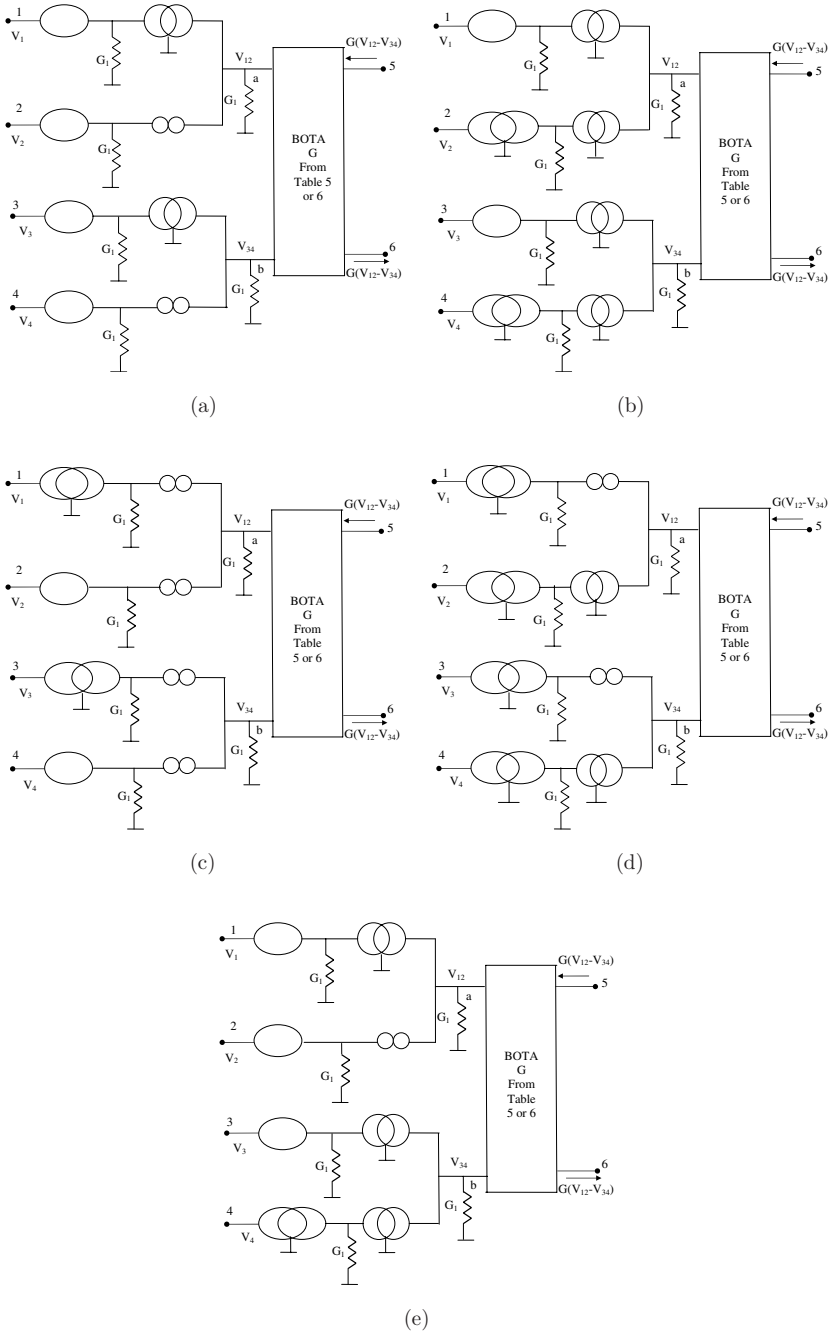 1
V₁
G₁
2
V₂
G₁
3
V₃
G₁
4
V₄
G₁
V₁₂
a
G₁
V₃₄
b
G₁
BOTA
G
From
Table 5
or 6
G(V₁₂-V₃₄)
5
6
G(V₁₂-V₃₄)
(a)
1
V₁
G₁
2
V₂
G₁
3
V₃
G₁
4
V₄
G₁
V₁₂
a
G₁
V₃₄
b
G₁
BOTA
G
From
Table
5 or 6
G(V₁₂-V₃₄)
5
6
G(V₁₂-V₃₄)
(b)
1
V₁
G₁
2
V₂
G₁
3
V₃
G₁
4
V₄
G₁
V₁₂
a
G₁
V₃₄
b
G₁
BOTA
G
From
Table
5 or 6
G(V₁₂-V₃₄)
5
6
G(V₁₂-V₃₄)
(c)
1
V₁
G₁
2
V₂
G₁
3
V₃
G₁
4
V₄
G₁
V₁₂
a
G₁
V₃₄
b
G₁
BOTA
G
From
Table
5 or 6
G(V₁₂-V₃₄)
5
6
G(V₁₂-V₃₄)
(d)
1
V₁
G₁
2
V₂
G₁
3
V₃
G₁
4
V₄
G₁
V₁₂
a
G₁
V₃₄
b
G₁
BOTA
G
From
Table
5 or 6
G(V₁₂-V₃₄)
5
6
G(V₁₂-V₃₄)
(e)